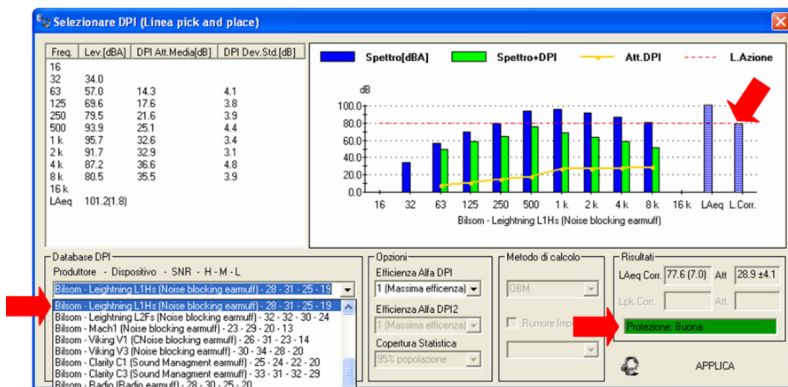 Selezionare DPI (Linea pick and place)
Freq. Lev.[dBA] DPI Att.Media[dB] DPI Dev.Std.[dB]
16
32 34.0
63 57.0 14.3 4.1
125 69.6 17.6 3.8
250 79.5 21.6 3.9
500 93.9 25.1 4.4
1 k 95.7 32.6 3.4
2 k 91.7 32.9 3.1
4 k 87.2 36.6 4.8
8 k 80.5 35.5 3.9
16 k
LAeq 101.2(1.8)
Spettro[dBA] Spettro+DPI Att.DPI L.Azione
dB
100.0
80.0
60.0
40.0
20.0
0.0
16 32 63 125 250 500 1 k 2 k 4 k 8 k 16 k LAeq L.Corr.
Bilsom - Leightning L1Hs (Noise blocking earmuff)
Database DPI
Produttore - Dispositivo - SNR - H - M - L
Bilsom - Leightning L1Hs (Noise blocking earmuff) - 28 - 31 - 25 - 19
Bilsom - Leightning L1Hs (Noise blocking earmuff) - 28 - 31 - 25 - 19
Bilsom - Leightning L2Fs (Noise blocking earmuff) - 32 - 32 - 30 - 24
Bilsom - Mach1 (Noise blocking earmuff) - 23 - 29 - 20 - 13
Bilsom - Viking V1 (CNoise blocking earmuff) - 26 - 31 - 23 - 14
Bilsom - Viking V3 (Noise blocking earmuff) - 30 - 34 - 28 - 20
Bilsom - Clarity C1 (Sound Managment earmuff) - 25 - 24 - 22 - 20
Bilsom - Clarity C3 (Sound Managment earmuff) - 33 - 31 - 32 - 29
Bilsom - Radio (Radio earmuff) - 28 - 30 - 25 - 20
Opzioni
Efficienza Alfa DPI
1 (Massima efficenza)
Efficienza Alfa DPI2
1 (Massima efficenza)
Copertura Statistica
95% popolazione
Metodo di calcolo
OBM
Rumore Imp
Risultati
LAeq Corr. 77.6 (7.0) Att 28.9 ±4.1
Lpk Corr. Att.
Protezione: Buona
APPLICA